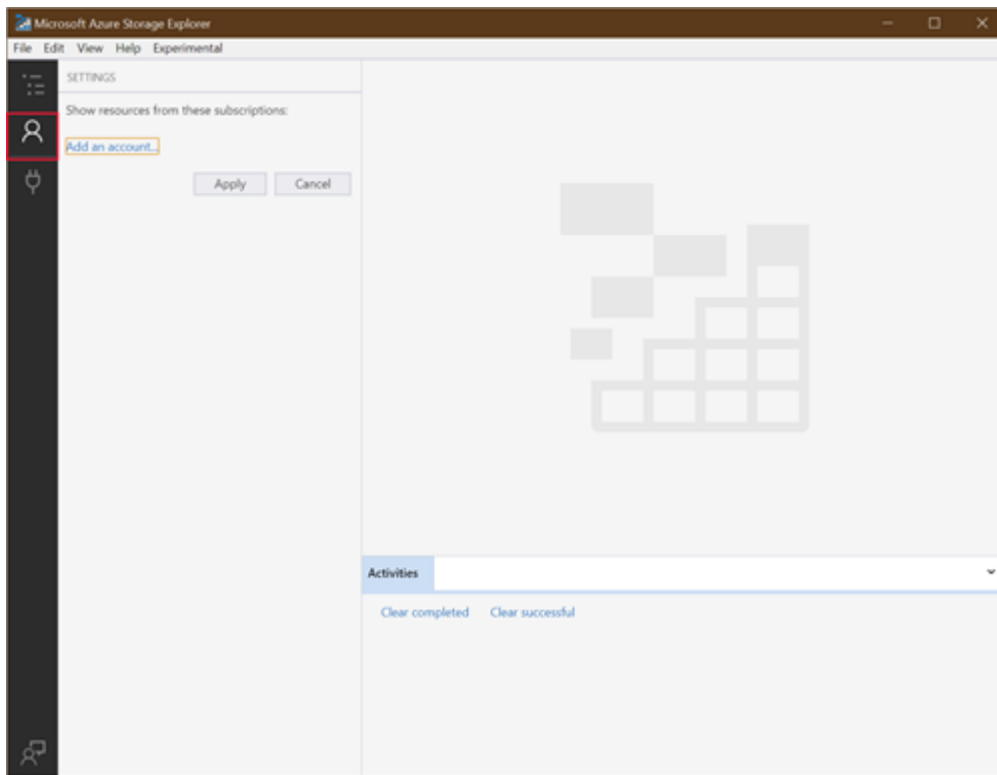 Microsoft Azure Storage Explorer
File Edit View Help Experimental
SETTINGS
Show resources from these subscriptions:
Add an account...
Apply Cancel
Activities
Clear completed Clear successful